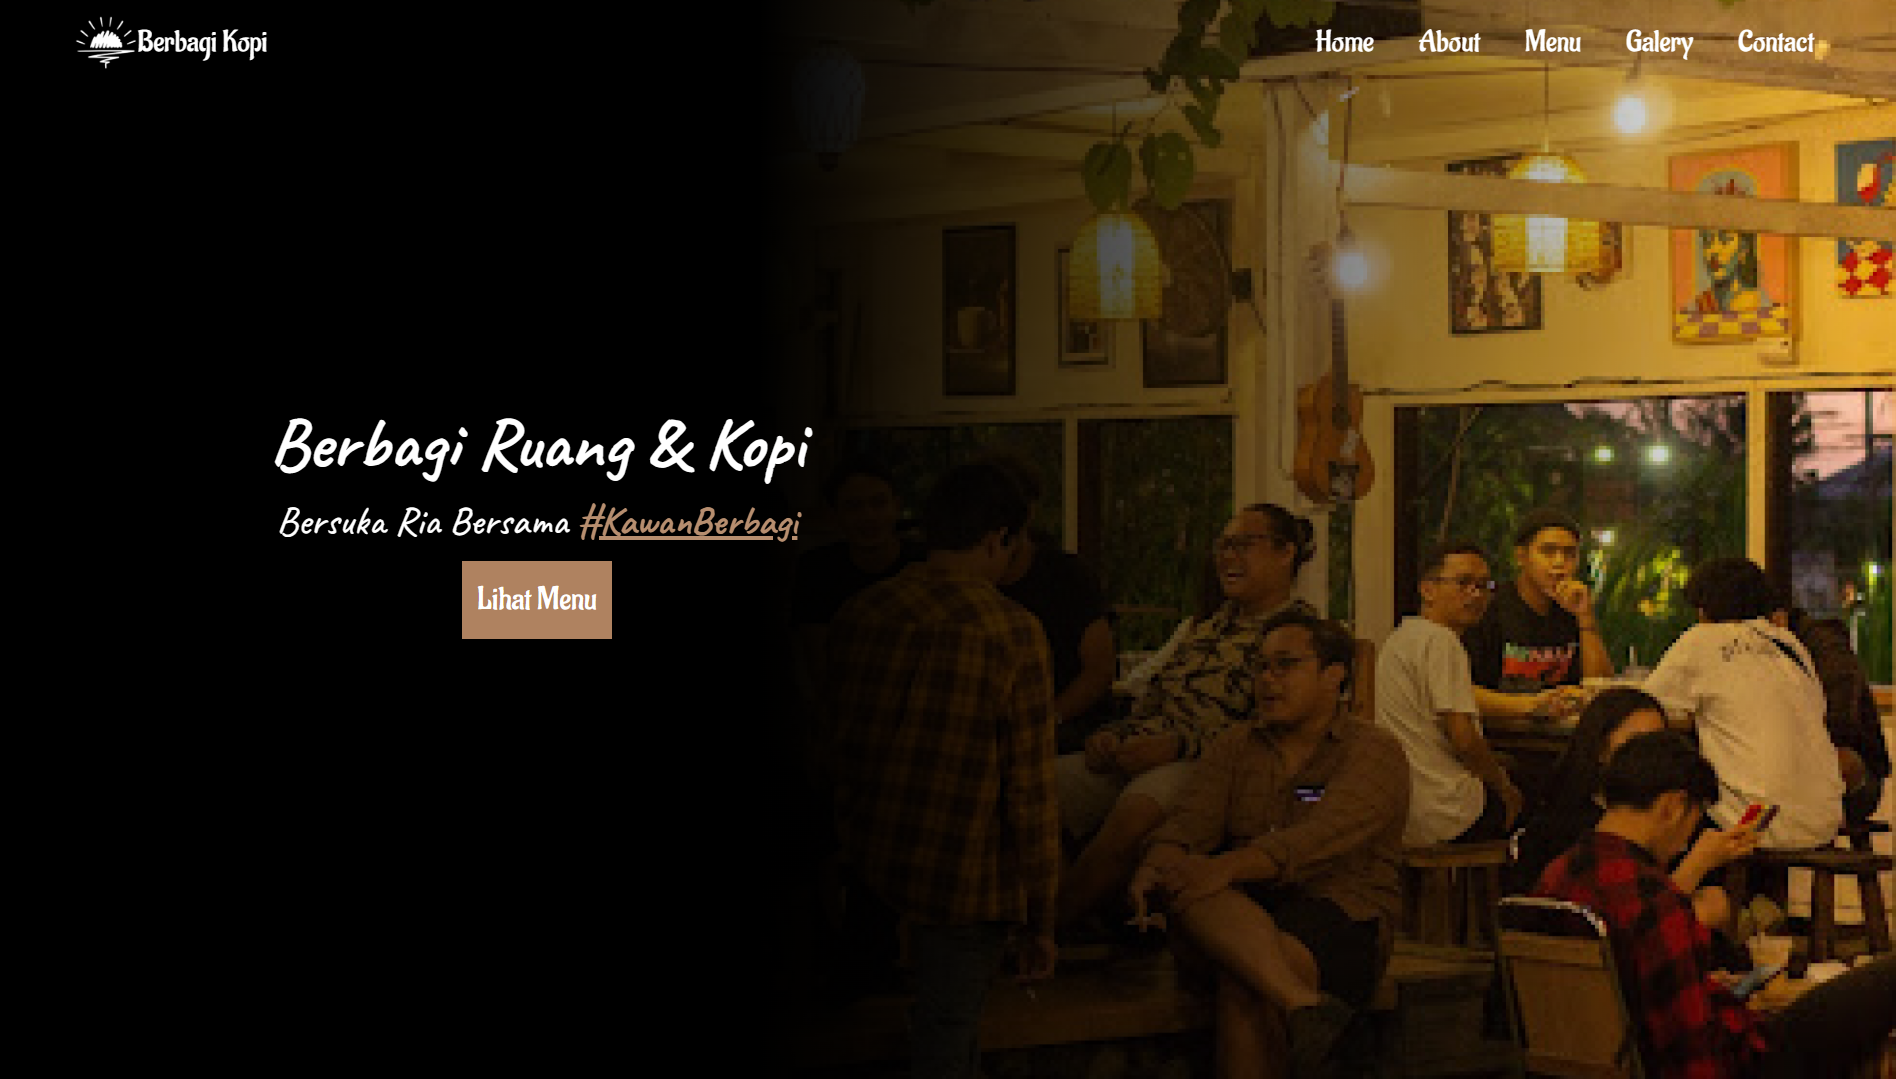 Berbagi Kopi
Home About Menu Galery Contact
Berbagi Ruang & Kopi
Bersuka Ria Bersama #KawanBerbagi
Lihat Menu